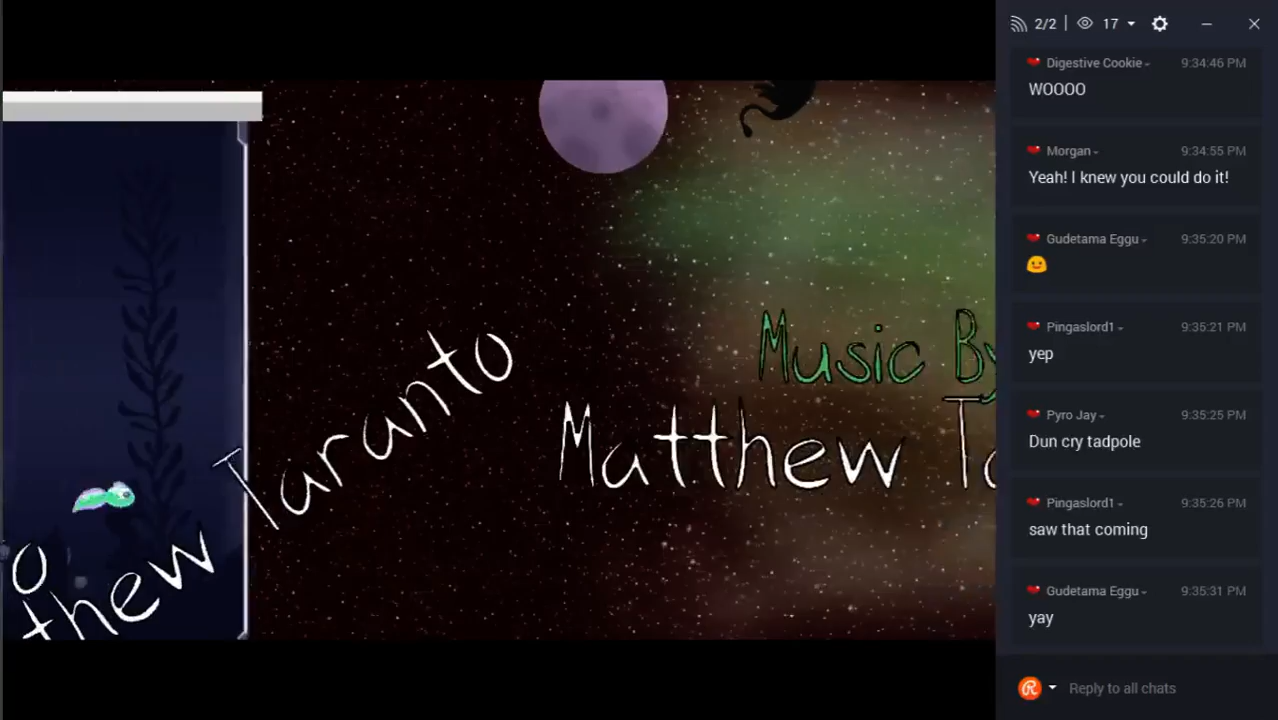 Taranto
o
thew
Music By
Matthew Ta
2/2 | 17
Digestive Cookie 9:34:46 PM
WOOOO
Morgan 9:34:55 PM
Yeah! I knew you could do it!
Gudetama Eggu 9:35:20 PM
Pingaslord1 9:35:21 PM
yep
Pyro Jay 9:35:25 PM
Dun cry tadpole
Pingaslord1 9:35:26 PM
saw that coming
Gudetama Eggu 9:35:31 PM
yay
Reply to all chats